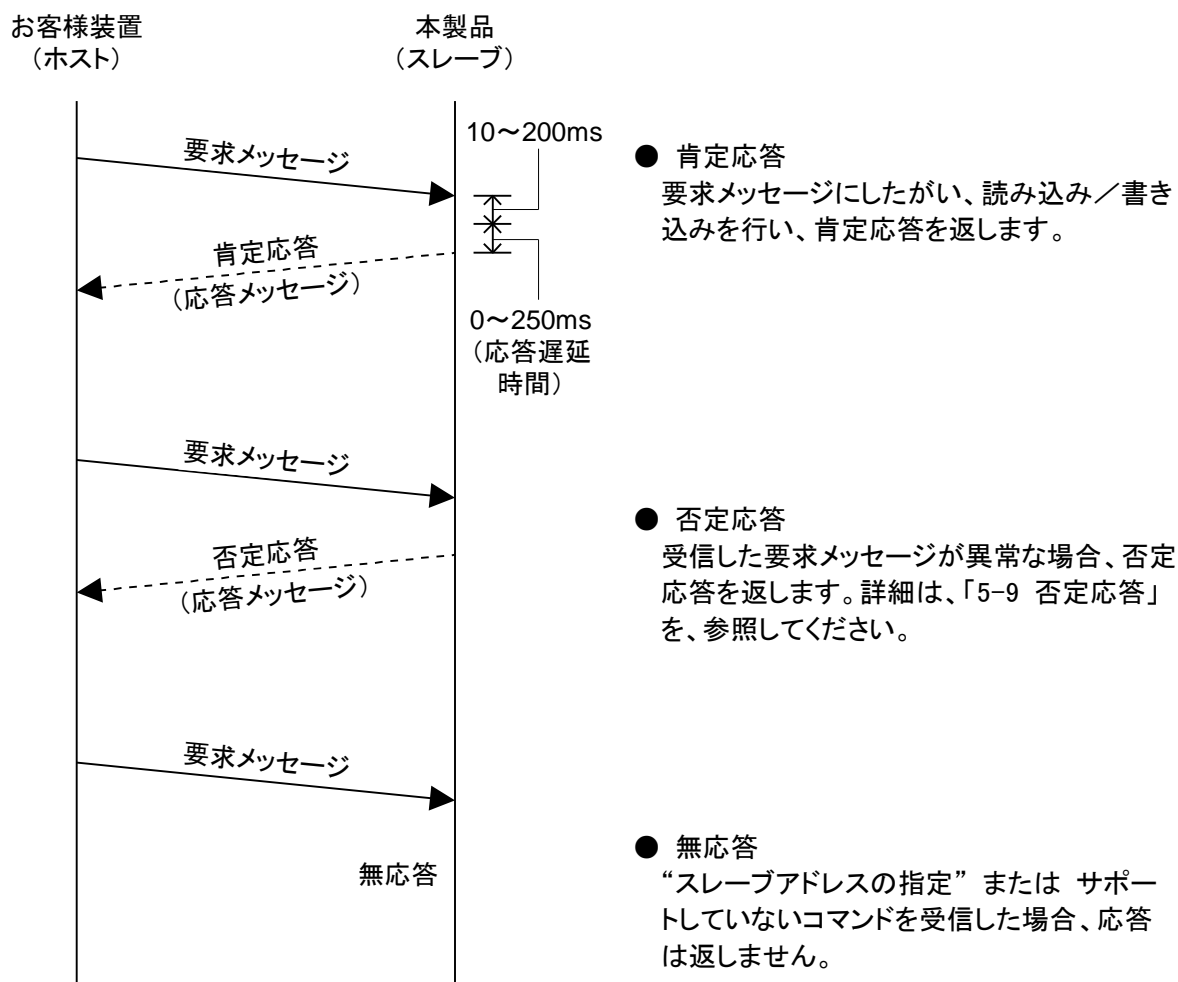 お客様装置
（ホスト）
本製品
（スレーブ）
要求メッセージ
10～200ms
肯定応答
（応答メッセージ）
0～250ms
（応答遅延
時間）
● 肯定応答
要求メッセージにしたがい、読み込み／書き
込みを行い、肯定応答を返します。
要求メッセージ
否定応答
（応答メッセージ）
● 否定応答
受信した要求メッセージが異常な場合、否定
応答を返します。詳細は、「5-9 否定応答」
を、参照してください。
要求メッセージ
無応答
● 無応答
“スレーブアドレスの指定” または サポー
トしていないコマンドを受信した場合、応答
は返しません。